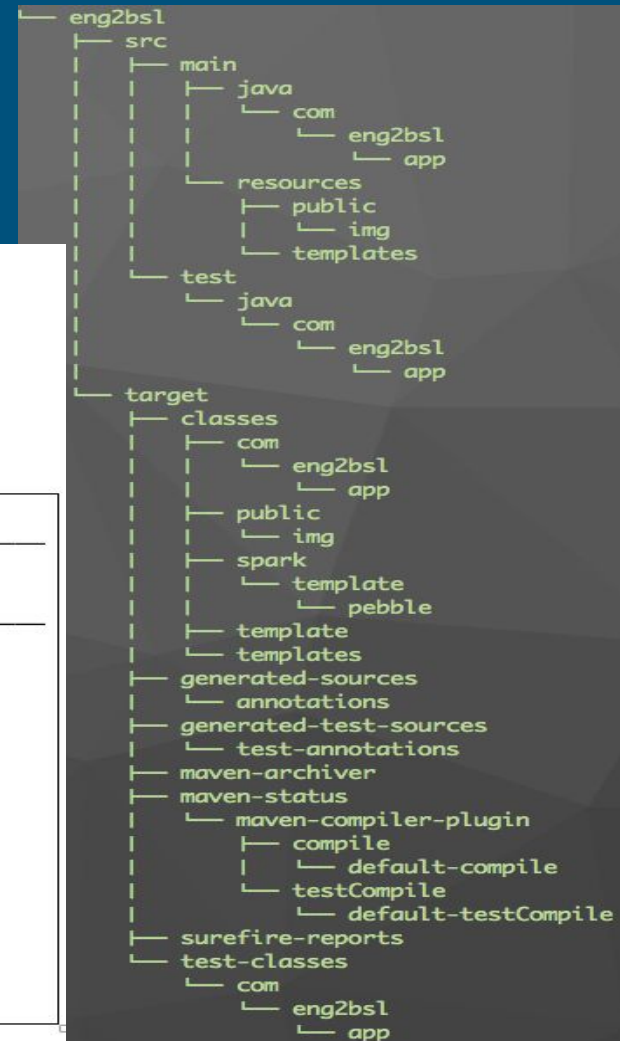 └── eng2bsl
├── src
│   ├── main
│   │   ├── java
│   │   │   └── com
│   │   │       └── eng2bsl
│   │   │           └── app
│   │   └── resources
│   │       ├── public
│   │       │   └── img
│   │       └── templates
│   └── test
│       └── java
│           └── com
│               └── eng2bsl
│                   └── app
└── target
├── classes
│   ├── com
│   │   └── eng2bsl
│   │       └── app
│   ├── public
│   │   └── img
│   ├── spark
│   │   └── template
│   │       └── pebble
│   ├── template
│   └── templates
├── generated-sources
│   └── annotations
├── generated-test-sources
│   └── test-annotations
├── maven-archiver
├── maven-status
│   └── maven-compiler-plugin
│       ├── compile
│       │   └── default-compile
│       └── testCompile
│           └── default-testCompile
├── surefire-reports
└── test-classes
└── com
└── eng2bsl
└── app